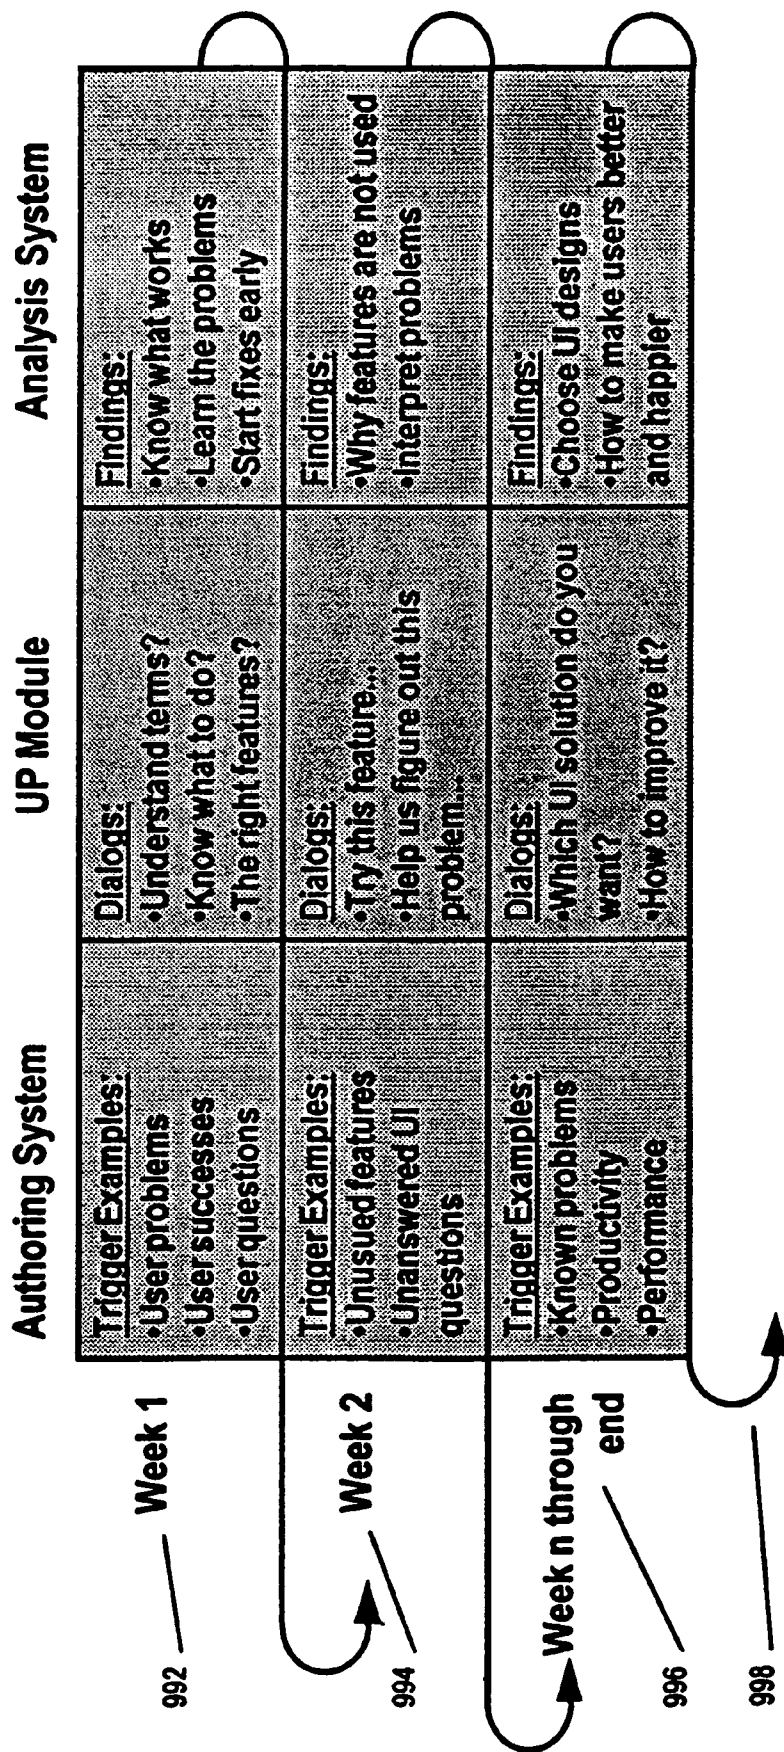 Authoring System
UP Module
Analysis System
992
Week 1
Trigger Examples:
•User problems
•User successes
•User questions
Dialogs:
•Understand terms?
•Know what to do?
•The right features?
Findings:
•Know what works
•Learn the problems
•Start fixes early
994
Week 2
Trigger Examples:
•Unusued features
•Unanswered UI
questions
Dialogs:
•Try this feature...
•Help us figure out this
problem...
Findings:
•Why features are not used
•Interpret problems
996
Week n through
end
Trigger Examples:
•Known problems
•Productivity
•Performance
Dialogs:
•Which UI solution do you
want?
•How to improve it?
Findings:
•Choose UI designs
•How to make users better
and happier
998